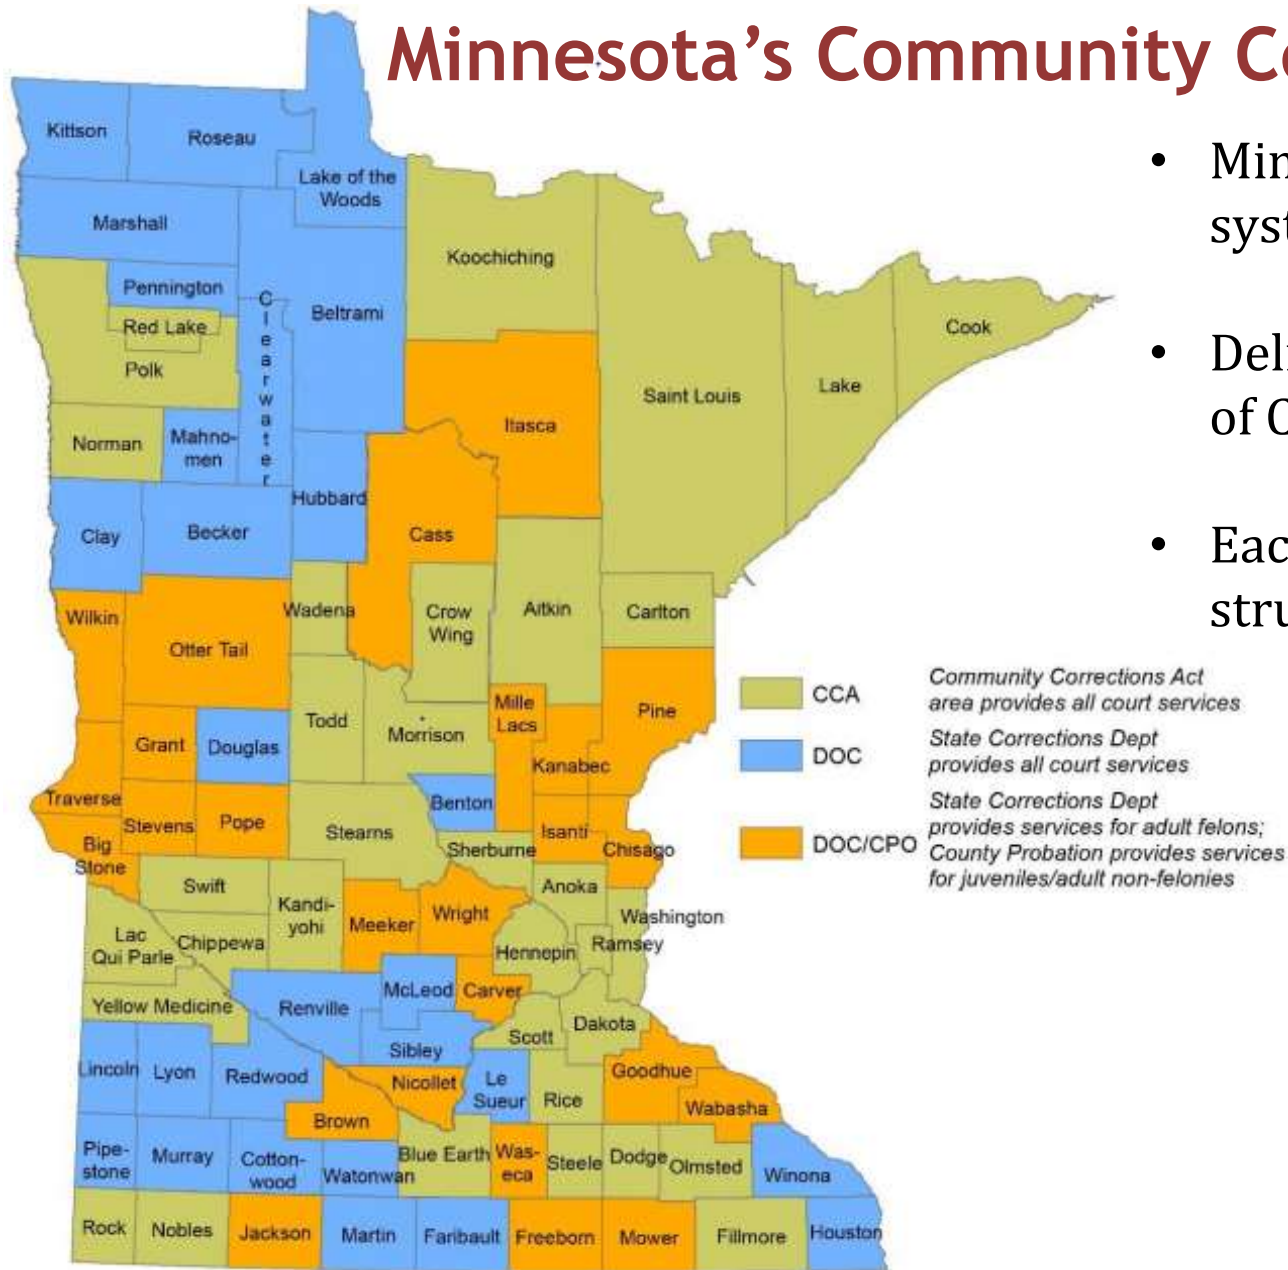 Minnesota’s Community
• Min
syst
• Deli
of
• Eac
stru
Kittson
Roseau
Lake of the
Woods
Marshall
Koochiching
Pennington
Clearwater
Beltrami
Red Lake
Cook
Polk
Saint Louis
Lake
Itasca
Norman
Mahno-
men
Hubbard
Clay
Becker
Cass
Wilkin
Wadena
Crow
Wing
Aitkin
Carlton
Otter Tail
Mille
Lacs
Pine
Todd
Morrison
Grant
Douglas
Kanabec
Traverse
Benton
Stevens
Pope
Stearns
Isanti
Big
Stone
Sherburne
Chisago
Swift
Anoka
Kandi-
yohi
Meeker
Wright
Washington
Lac
Qui Parle
Chippewa
Hennepin
Ramsey
McLeod
Carver
Yellow Medicine
Renville
Dakota
Scott
Sibley
Lincoln
Lyon
Redwood
Nicollet
Le
Sueur
Rice
Goodhue
Brown
Wabasha
Pipe-
stone
Murray
Cotton-
wood
Watonwan
Blue Earth
Was-
eca
Steele
Dodge
Olmsted
Winona
Rock
Nobles
Jackson
Martin
Faribault
Freeborn
Mower
Fillmore
Houston
CCA
Community Corrections Act
area provides all court services
DOC
State Corrections Dept
provides all court services
DOC/CPO
State Corrections Dept
provides services for adult felons;
County Probation provides services
for juveniles/adult non-felonies